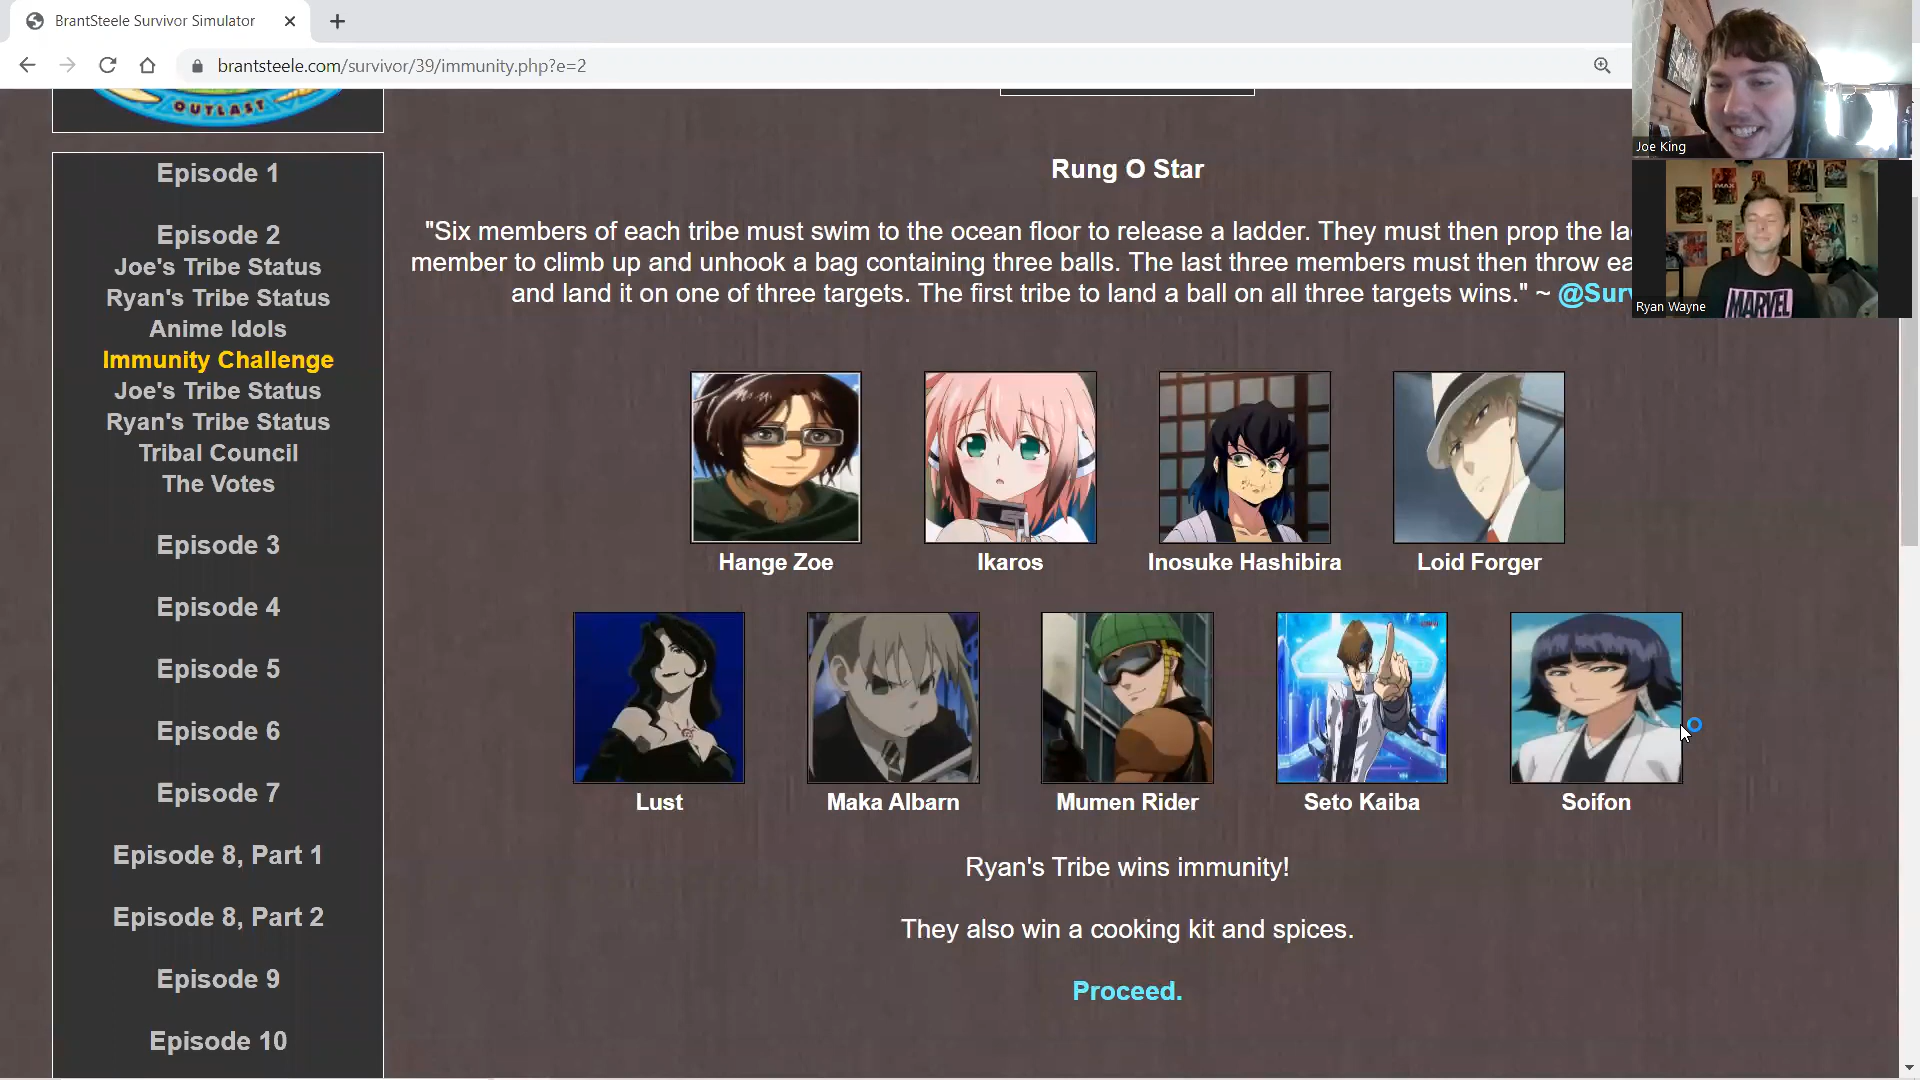 BrantSteele Survivor Simulator
brantsteele.com/survivor/39/immunity.php?e=2
OUTLAST
Episode 1
Episode 2
Joe's Tribe Status
Ryan's Tribe Status
Anime Idols
Immunity Challenge
Joe's Tribe Status
Ryan's Tribe Status
Tribal Council
The Votes
Episode 3
Episode 4
Episode 5
Episode 6
Episode 7
Episode 8, Part 1
Episode 8, Part 2
Episode 9
Episode 10
Rung O Star
"Six members of each tribe must swim to the ocean floor to release a ladder. They must then prop the
member to climb up and unhook a bag containing three balls. The last three members must then throw
and land it on one of three targets. The first tribe to land a ball on all three targets wins." ~
Hange Zoe
Ikaros
Inosuke Hashibira
Loid Forger
Lust
Maka Albarn
Mumen Rider
Seto Kaiba
Soifon
Ryan's Tribe wins immunity!
They also win a cooking kit and spices.
Proceed.
Joe King
MARVEL
Ryan Wayne